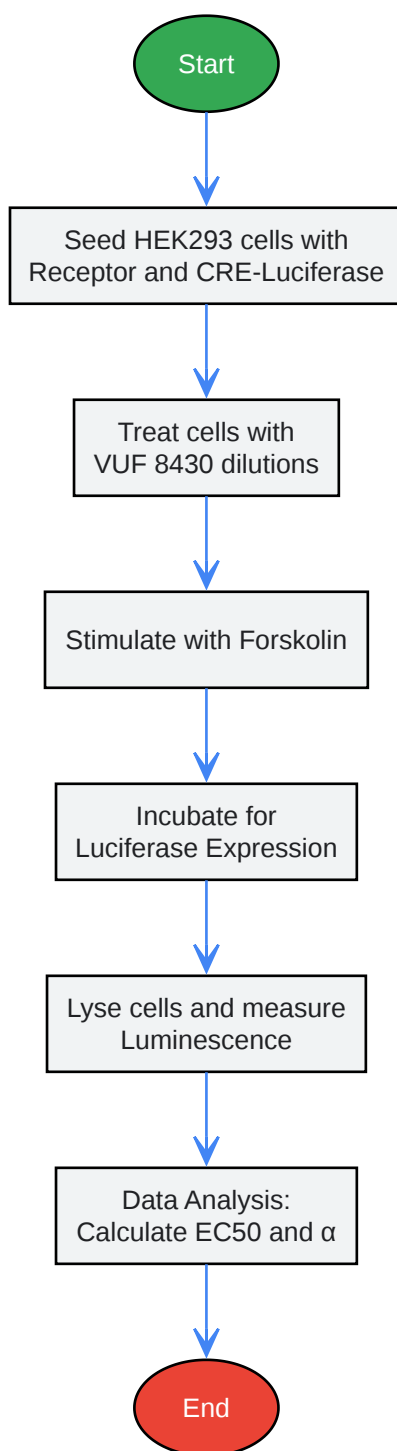 Start
Seed HEK293 cells with
Receptor and CRE-Luciferase
Treat cells with
VUF 8430 dilutions
Stimulate with Forskolin
Incubate for
Luciferase Expression
Lyse cells and measure
Luminescence
Data Analysis:
Calculate EC50 and α
End